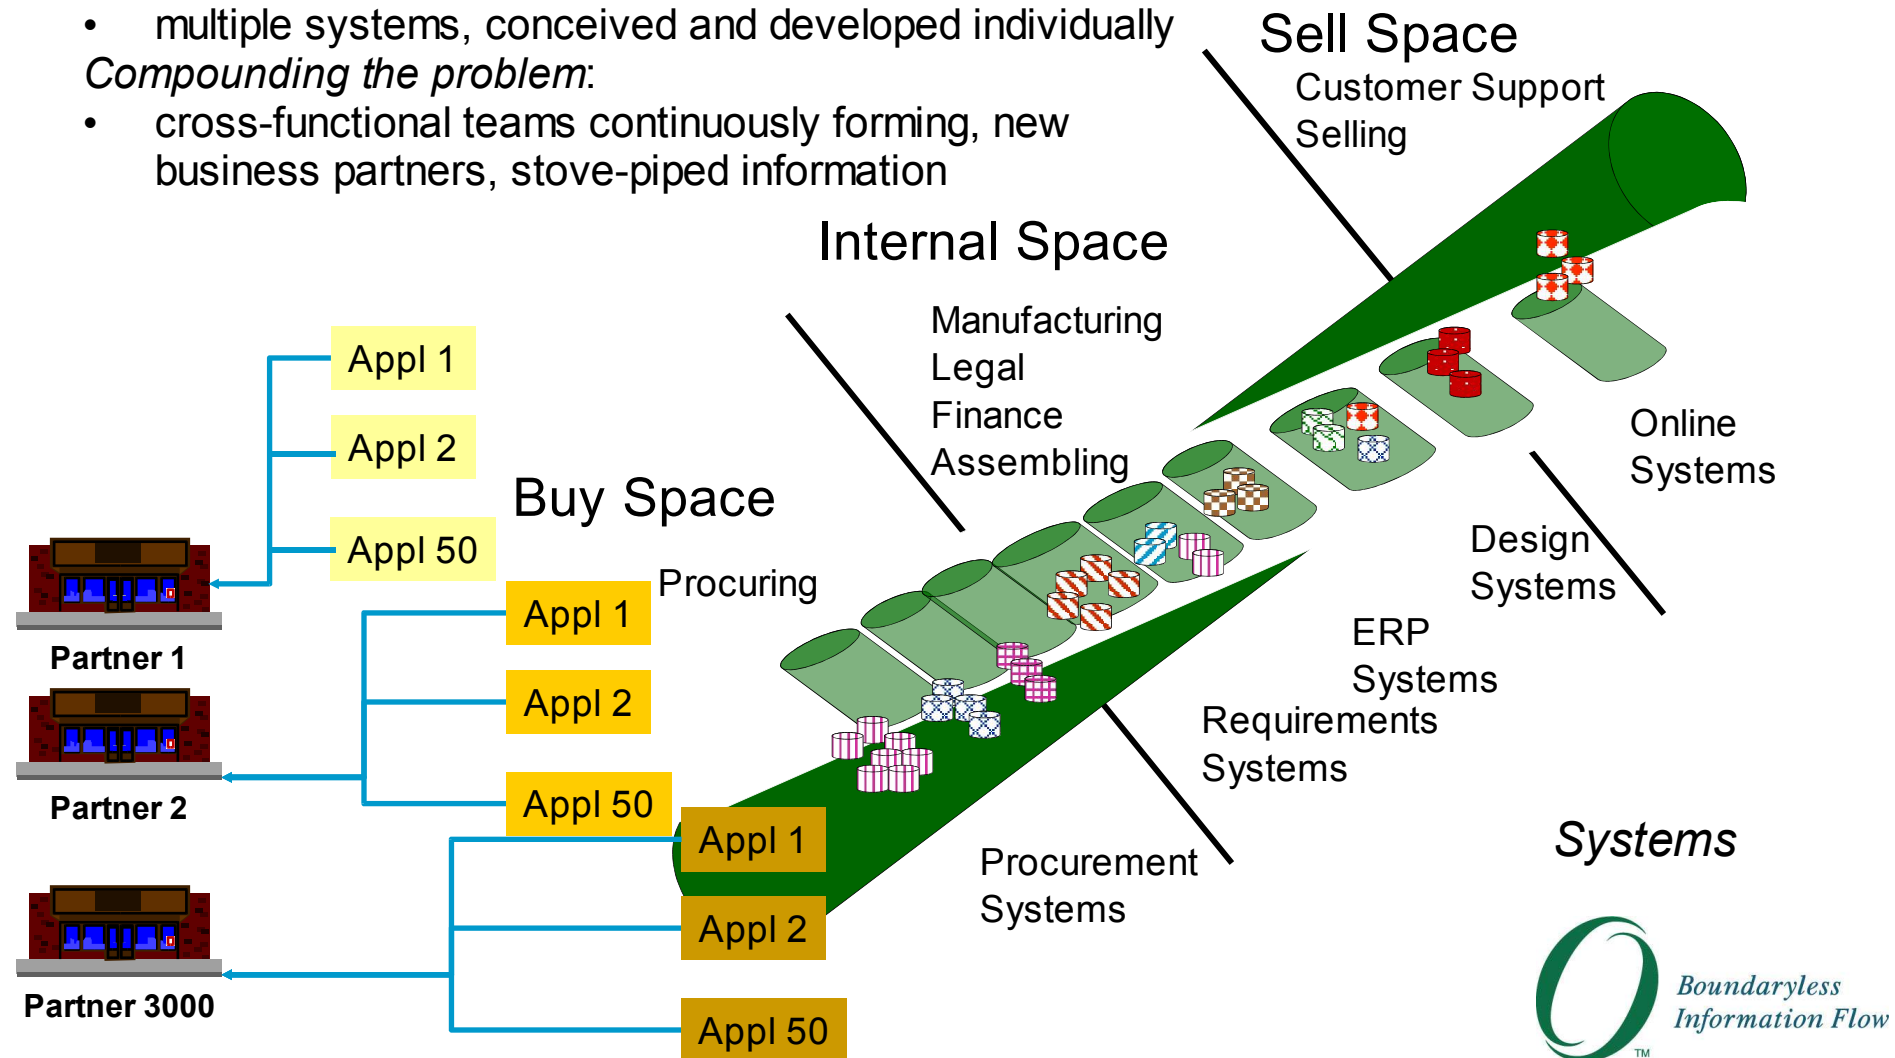 • multiple systems, conceived and developed individually
Compounding the problem:
• cross-functional teams continuously forming, new
business partners, stove-piped information
Sell Space
Customer Support
Selling
Internal Space
Manufacturing
Legal
Finance
Assembling
Buy Space
Procuring
Appl 1
Appl 2
Appl 50
Partner 1
Appl 1
Appl 2
Appl 50
Partner 2
Appl 1
Appl 2
Appl 50
Partner 3000
Online
Systems
Design
Systems
ERP
Systems
Requirements
Systems
Procurement
Systems
Systems
Boundaryless
Information Flow
TM